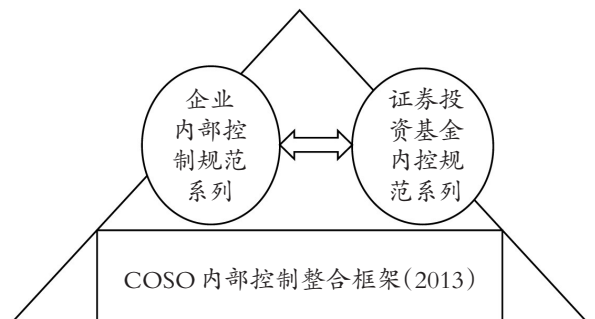 企业
内部控
制规范
系列
证券投
资基金
内控规
范系列
COSO 内部控制整合框架(2013)